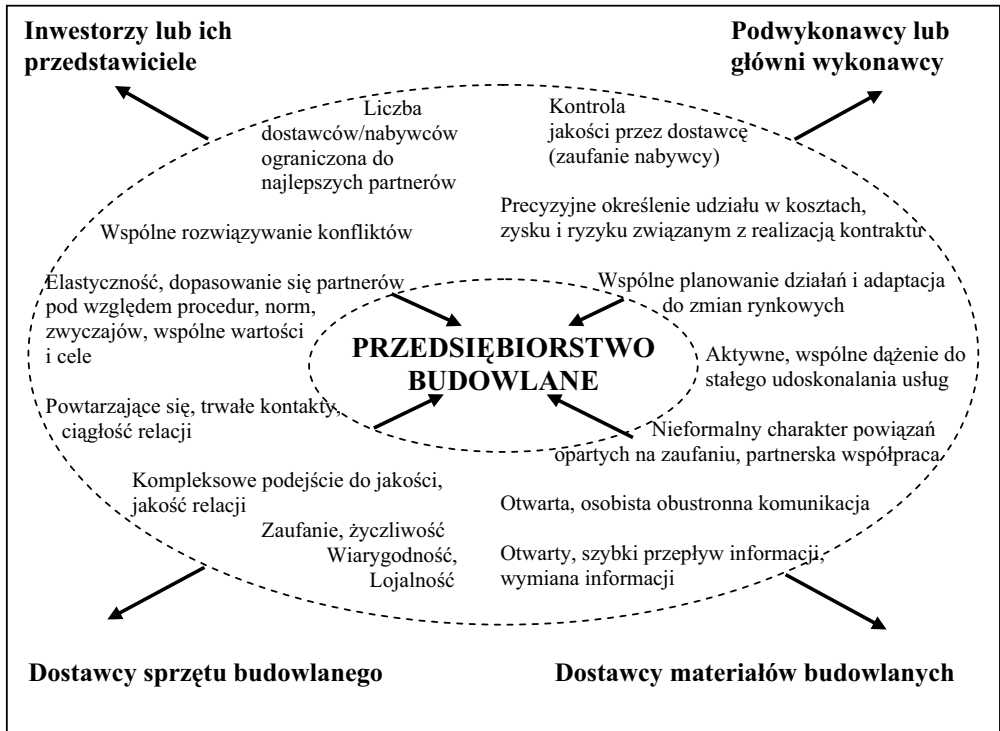 Inwestorzy lub ich
przedstawiciele
Podwykonawcy lub
główni wykonawcy
Liczba
dostawców/nabywców
ograniczona do
najlepszych partnerów
Kontrola
jakości przez dostawcę
(zaufanie nabywcy)
Wspólne rozwiązywanie konfliktów
Precyzyjne określenie udziału w kosztach,
zysku i ryzyku związanym z realizacją kontraktu
Elastyczność, dopasowanie się partnerów
pod względem procedur, norm,
zwyczajów, wspólne wartości
i cele
Wspólne planowanie działań i adaptacja
do zmian rynkowych
PRZEDSIĘBIORSTWO
BUDOWLANE
Aktywne, wspólne dążenie do
stałego udoskonalania usług
Powtarzające się, trwałe kontakty,
ciągłość relacji
Nieformalny charakter powiązań
opartych na zaufaniu, partnerska współpraca
Kompleksowe podejście do jakości,
jakość relacji
Otwarta, osobista obustronna komunikacja
Zaufanie, życzliwość
Wiarygodność,
Lojalność
Otwarty, szybki przepływ informacji,
wymiana informacji
Dostawcy sprzętu budowlanego
Dostawcy materiałów budowlanych